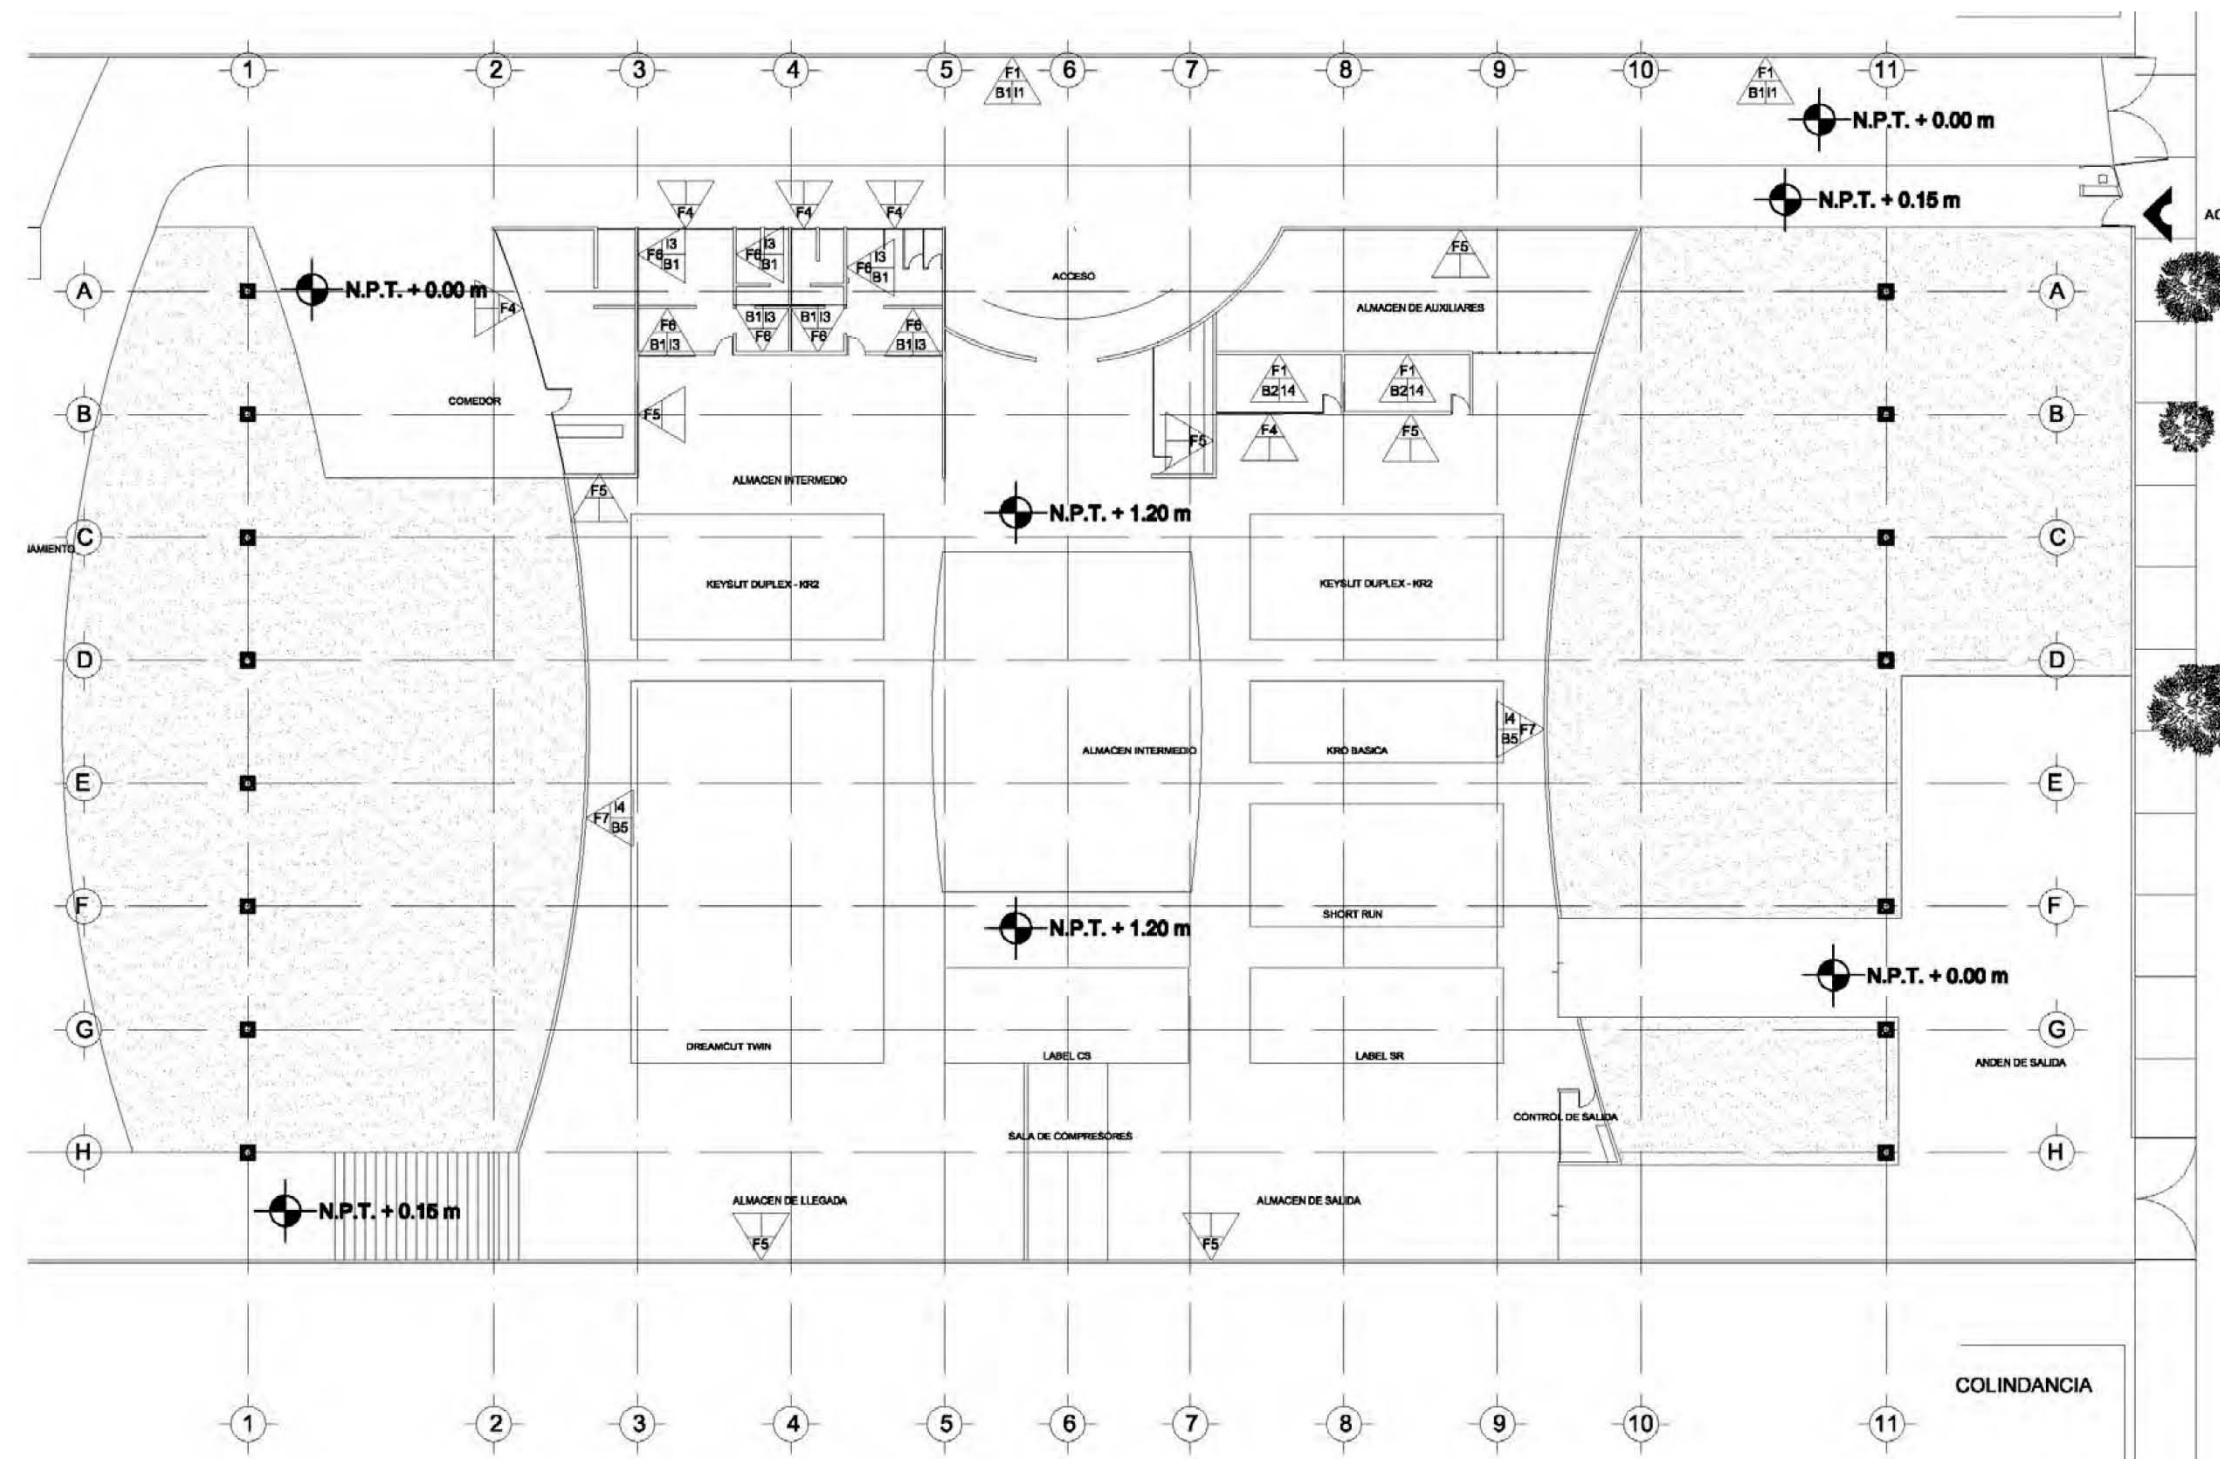 1 2 3 4 5 6 7 8 9 10 11
F1
B1 I1
F1
B1 I1
N.P.T. + 0.00 m
N.P.T. + 0.15 m
F4
F4
F4
I3
F6
B1
I3
F6
B1
I3
F6
B1
F5
ACCESO
A
N.P.T. + 0.00 m
F4
ALMACEN DE AUXILIARES
A
F6
B1 I3
B1 I3
F6
B1 I3
F6
F6
B1 I3
F1
B2 14
F1
B2 14
B
COMEDOR
F5
F5
F4
F5
B
ALMACEN INTERMEDIO
F5
N.P.T. + 1.20 m
C
C
IAMIENTO
KEYSLIT DUPLEX - KR2
KEYSLIT DUPLEX - KR2
D
D
I4
F7
B5
ALMACEN INTERMEDIO
KRO BASICA
E
E
I4
F7
B5
F
F
SHORT RUN
N.P.T. + 1.20 m
N.P.T. + 0.00 m
G
G
DREAMCUT TWIN
LABEL CS
LABEL SR
ANDEN DE SALIDA
CONTROL DE SALIDA
SALA DE COMPRESORES
H
H
ALMACEN DE LLEGADA
ALMACEN DE SALIDA
N.P.T. + 0.15 m
F5
F5
COLINDANCIA
1 2 3 4 5 6 7 8 9 10 11